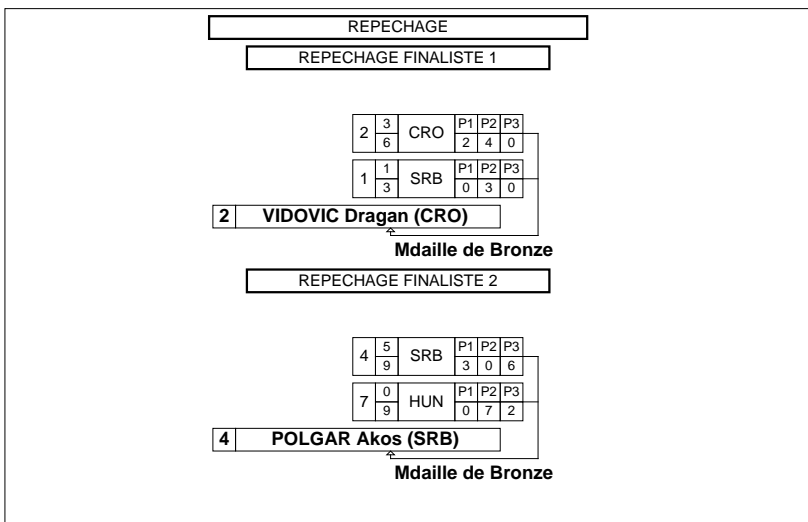 REPECHAGE
REPECHAGE FINALISTE 1
2 3 CRO P1 P2 P3
6 2 4 0
1 1 SRB P1 P2 P3
3 0 3 0
2 VIDOVIC Dragan (CRO)
Mdaille de Bronze
REPECHAGE FINALISTE 2
4 5 SRB P1 P2 P3
9 3 0 6
7 0 HUN P1 P2 P3
9 0 7 2
4 POLGAR Akos (SRB)
Mdaille de Bronze